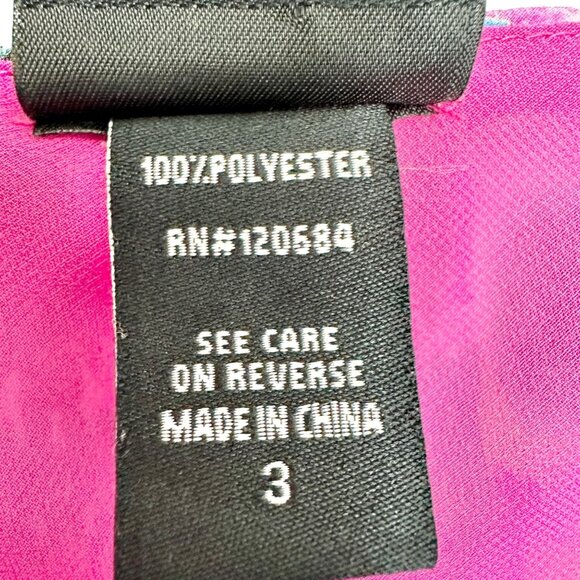 100%POLYESTER
RN#120684
SEE CARE
ON REVERSE
MADE IN CHINA
3